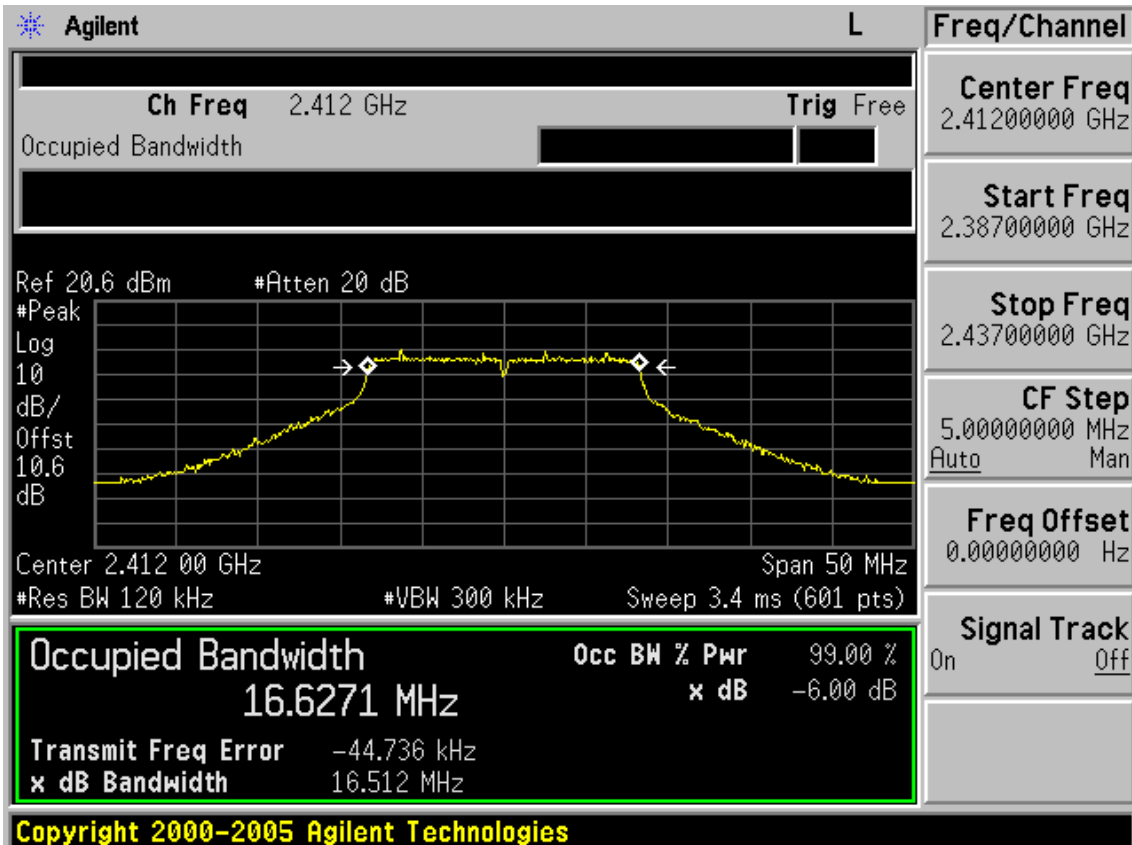 Agilent
L
Ch Freq 2.412 GHz Trig Free
Occupied Bandwidth
Ref 20.6 dBm #Atten 20 dB
#Peak
Log
10
dB/
Offst
10.6
dB
Center 2.412 00 GHz Span 50 MHz
#Res BW 120 kHz #VBW 300 kHz Sweep 3.4 ms (601 pts)
Occupied Bandwidth Occ BW % Pwr 99.00 %
16.6271 MHz x dB -6.00 dB
Transmit Freq Error -44.736 kHz
x dB Bandwidth 16.512 MHz
Copyright 2000-2005 Agilent Technologies
Freq/Channel
Center Freq
2.41200000 GHz
Start Freq
2.38700000 GHz
Stop Freq
2.43700000 GHz
CF Step
5.00000000 MHz
Auto Man
Freq Offset
0.00000000 Hz
Signal Track
On Off